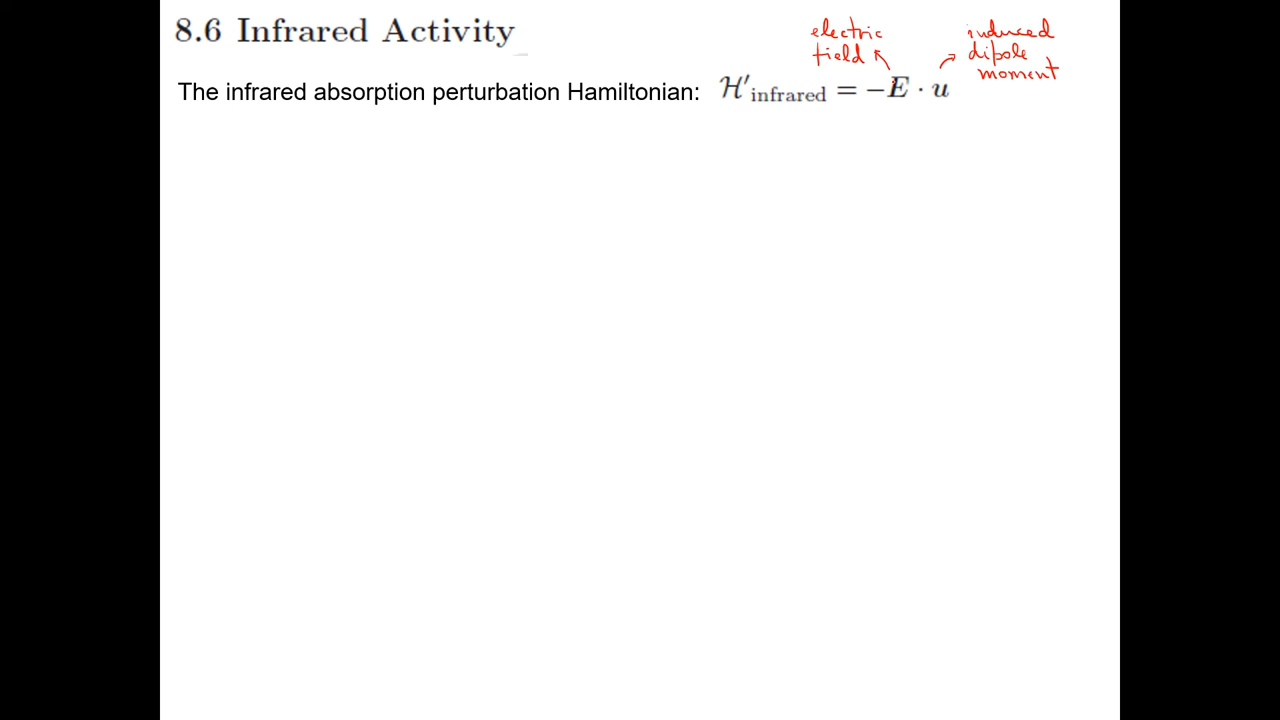 8.6 Infrared Activity
electric
field
induced
dipole
moment
The infrared absorption perturbation Hamiltonian: ℋ′infrared = −E · u